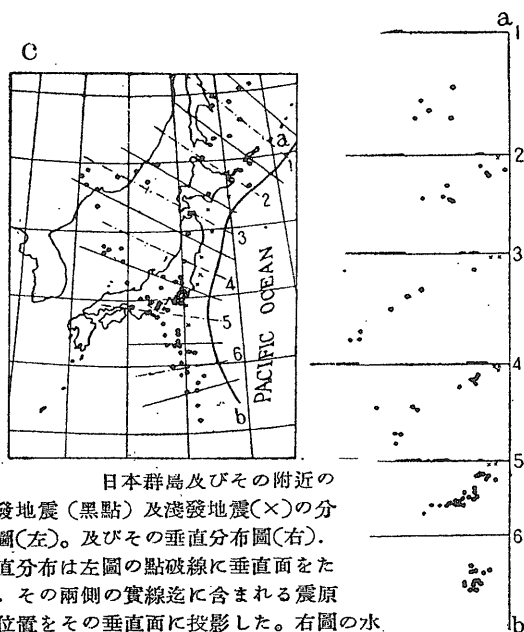 c
a
1
2
3
4
5
6
b
PACIFIC OCEAN
a
1
2
3
4
5
6
b
日本群島及びその附近の
發地震（黑點）及淺發地震(×)の分
圖(左)。及びその垂直分布圖(右).
直分布は左圖の點破線に垂直面をた
. その兩側の實線迄に含まれる震原
位置をその垂直面に投影した。右圖の水